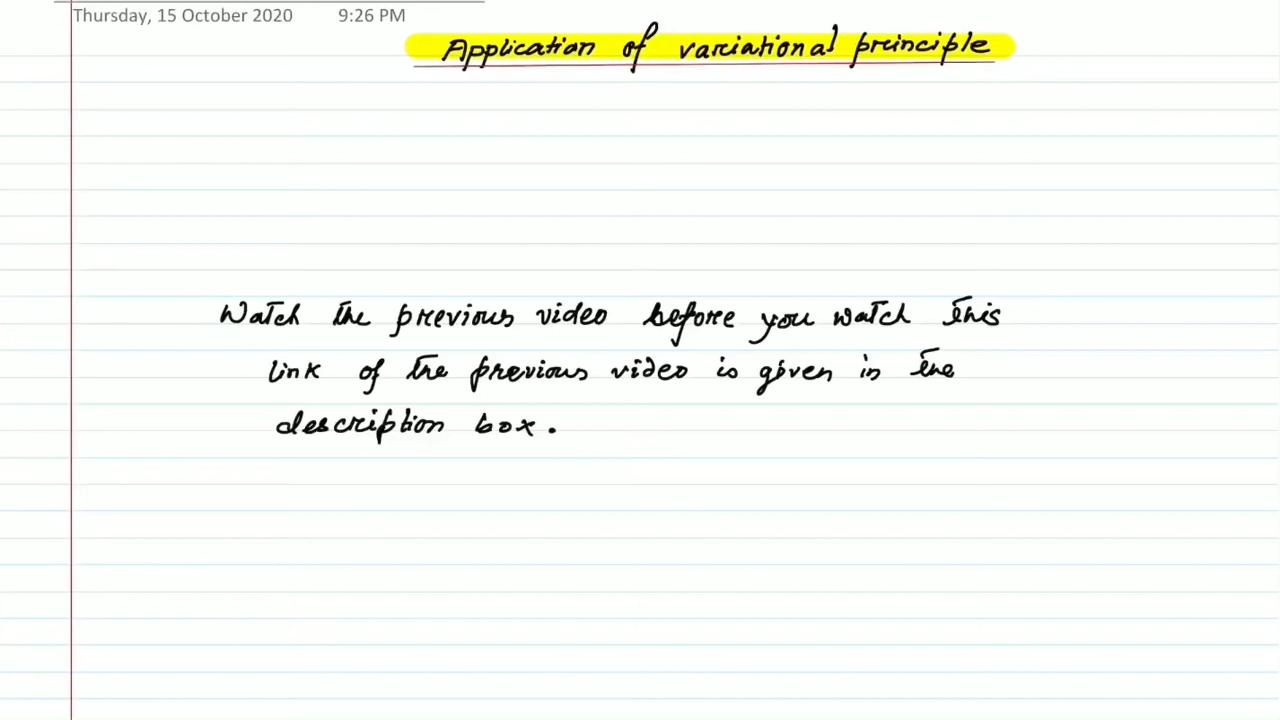 Thursday, 15 October 2020 9:26 PM
Application of variational principle
Watch the previous video before you watch this
link of the previous video is given in the
description box.